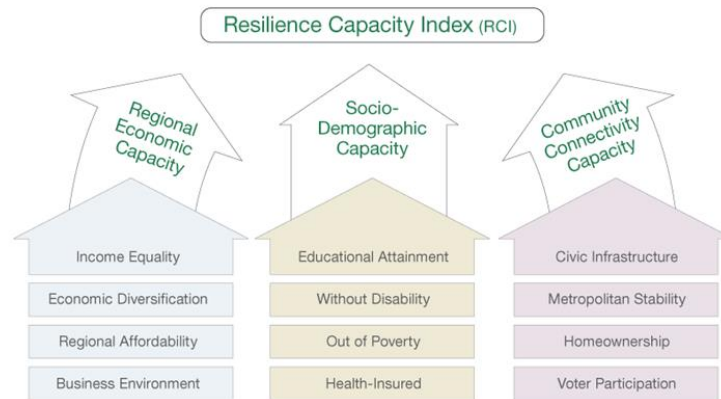 Resilience Capacity Index (RCI)
Regional
Economic
Capacity
Socio-
Demographic
Capacity
Community
Connectivity
Capacity
Income Equality
Economic Diversification
Regional Affordability
Business Environment
Educational Attainment
Without Disability
Out of Poverty
Health-Insured
Civic Infrastructure
Metropolitan Stability
Homeownership
Voter Participation